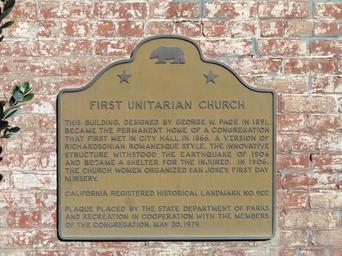 FIRST UNITARIAN CHURCH
THIS BUILDING, DESIGNED BY GEORGE W. PAGE IN 1891,
BECAME THE PERMANENT HOME OF A CONGREGATION
THAT FIRST MET IN CITY HALL IN 1866. A VERSION OF
RICHARDSONIAN ROMANESQUE STYLE, THE INNOVATIVE
STRUCTURE WITHSTOOD THE EARTHQUAKE OF 1906
AND BECAME A SHELTER FOR THE INJURED. IN 1906,
THE CHURCH WOMEN ORGANIZED SAN JOSE'S FIRST DAY
NURSERY.
CALIFORNIA REGISTERED HISTORICAL LANDMARK NO. 902
PLAQUE PLACED BY THE STATE DEPARTMENT OF PARKS
AND RECREATION IN COOPERATION WITH THE MEMBERS
OF THE CONGREGATION, MAY 20, 1979.